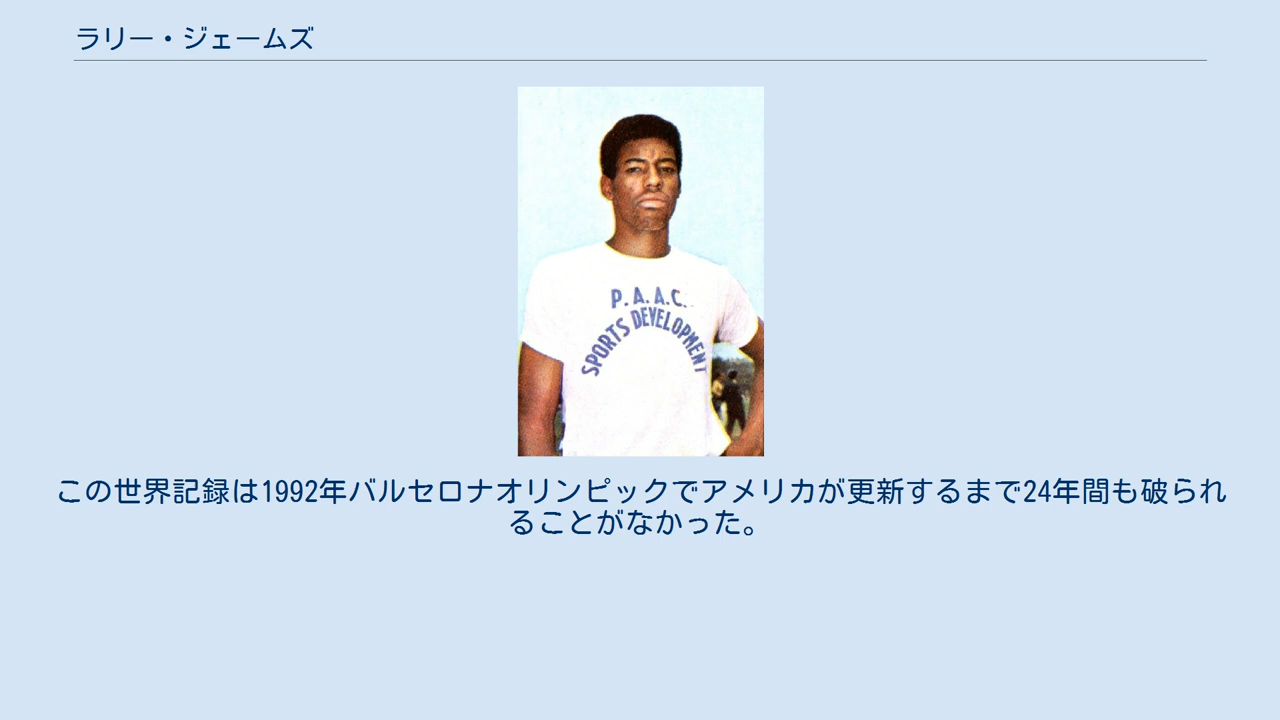 ラリー・ジェームズ
P.A.A.C.
SPORTS DEVELOPMENT
この世界記録は1992年バルセロナオリンピックでアメリカが更新するまで24年間も破られ
ることがなかった。